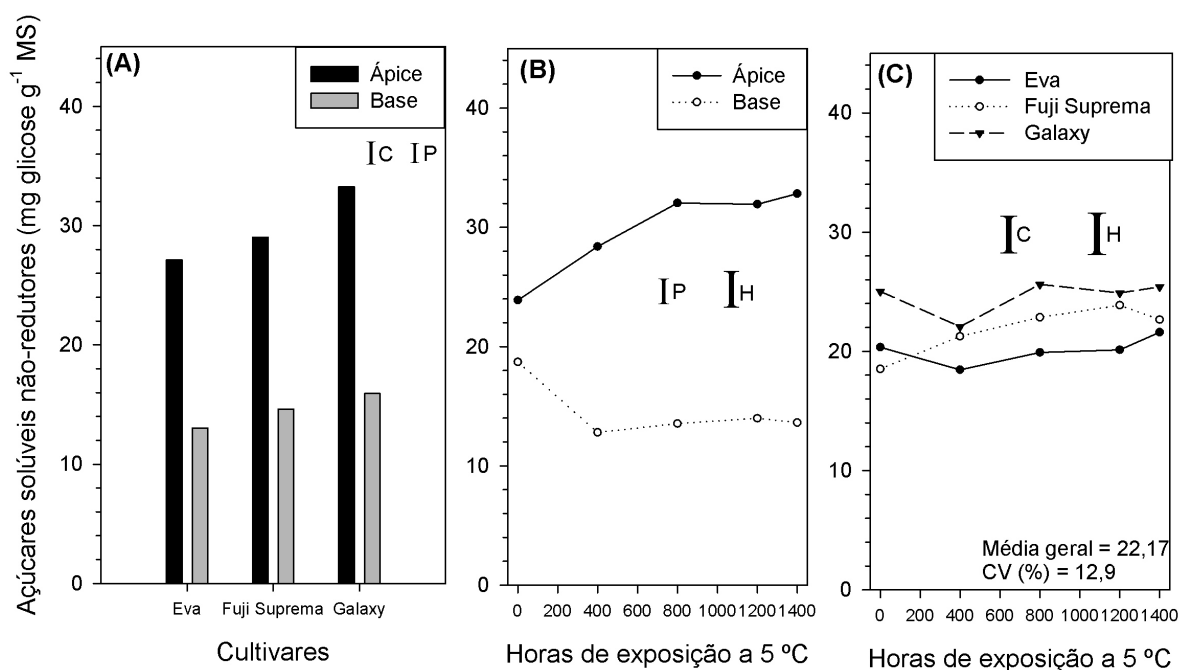 Açúcares solúveis não-redutores (mg glicose g-1 MS)
(A)
Ápice
Base
C P
40
30
20
10
0
Eva Fuji Suprema Galaxy
Cultivares
(B)
Ápice
Base
P H
40
30
20
10
0
0 200 400 600 800 1000 1200 1400
Horas de exposição a 5 ºC
(C)
Eva
Fuji Suprema
Galaxy
C H
40
30
20
10
0
Média geral = 22,17
CV (%) = 12,9
0 200 400 600 800 1000 1200 1400
Horas de exposição a 5 ºC